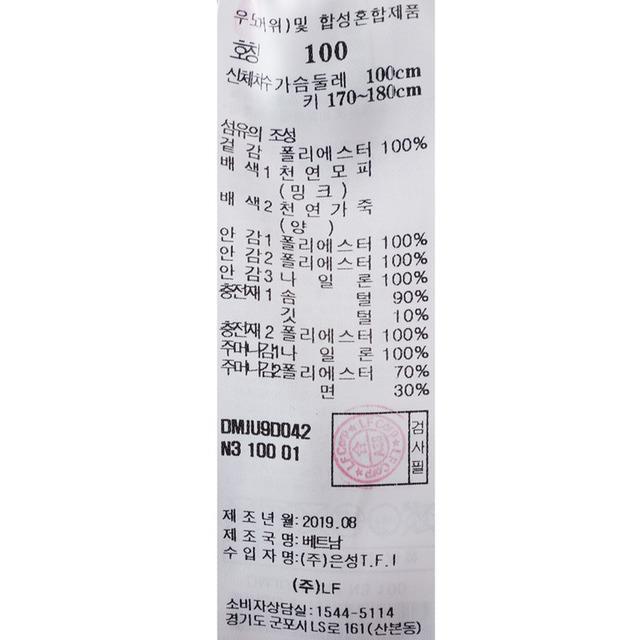 우모(거위)및 합성혼합제품
호칭 100
신체치수 가슴둘레 100cm
키 170~180cm
섬유의 조성
겉 감 폴리에스터 100%
배 색 1 천연모피
(밍크)
배 색 2 천연가죽
(양)
안 감 1 폴리에스터 100%
안 감 2 폴리에스터 100%
안 감 3 나 일 론 100%
충전재 1 솜 털 90%
깃 털 10%
충전재 2 폴리에스터 100%
주머니감1 나 일 론 100%
주머니감2 폴리에스터 70%
면 30%
DMJU9D042
N3 100 01
LF Corp ★ LF Corp ★
검사필
제 조 년 월: 2019.08
제 조 국 명: 베트남
수 입 자 명: (주)은성T.F.I
(주)LF
소비자상담실: 1544-5114
경기도 군포시 LS로 161(산본동)